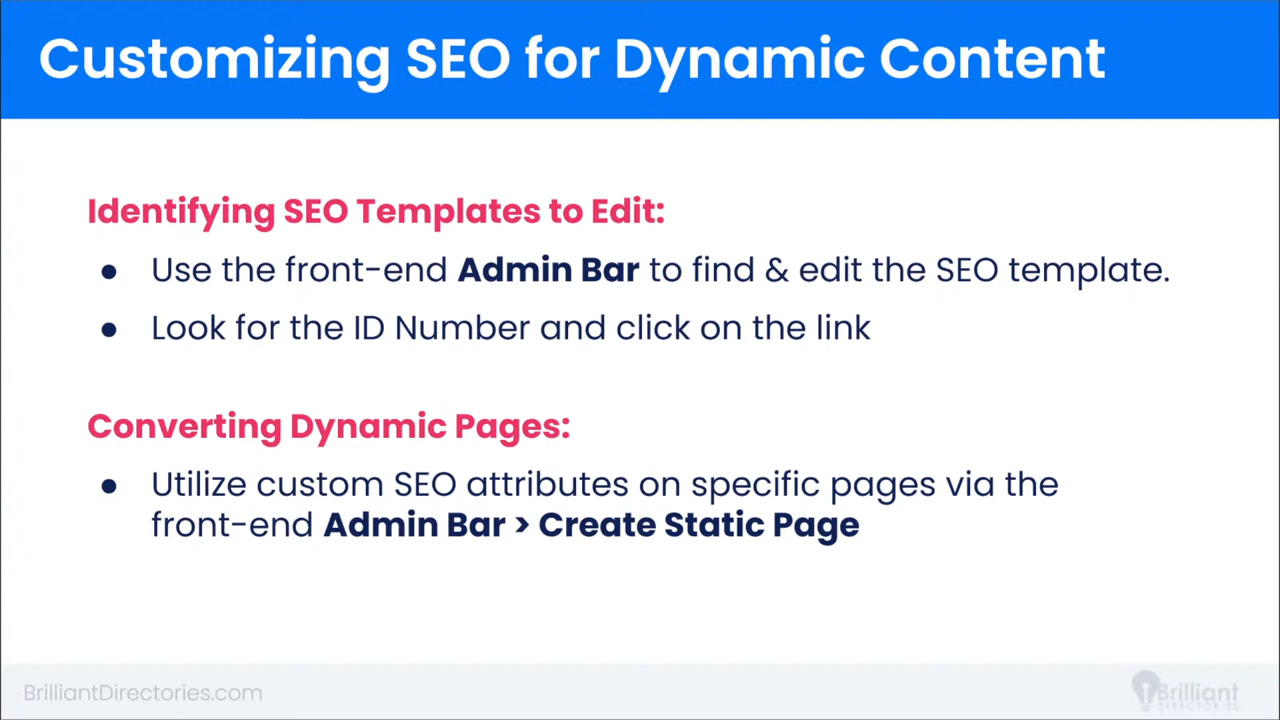 Customizing SEO for Dynamic Content
Identifying SEO Templates to Edit:
● Use the front-end Admin Bar to find & edit the SEO template.
● Look for the ID Number and click on the link
Converting Dynamic Pages:
● Utilize custom SEO attributes on specific pages via the
front-end Admin Bar > Create Static Page
BrilliantDirectories.com
Brilliant
DIRECTORIES